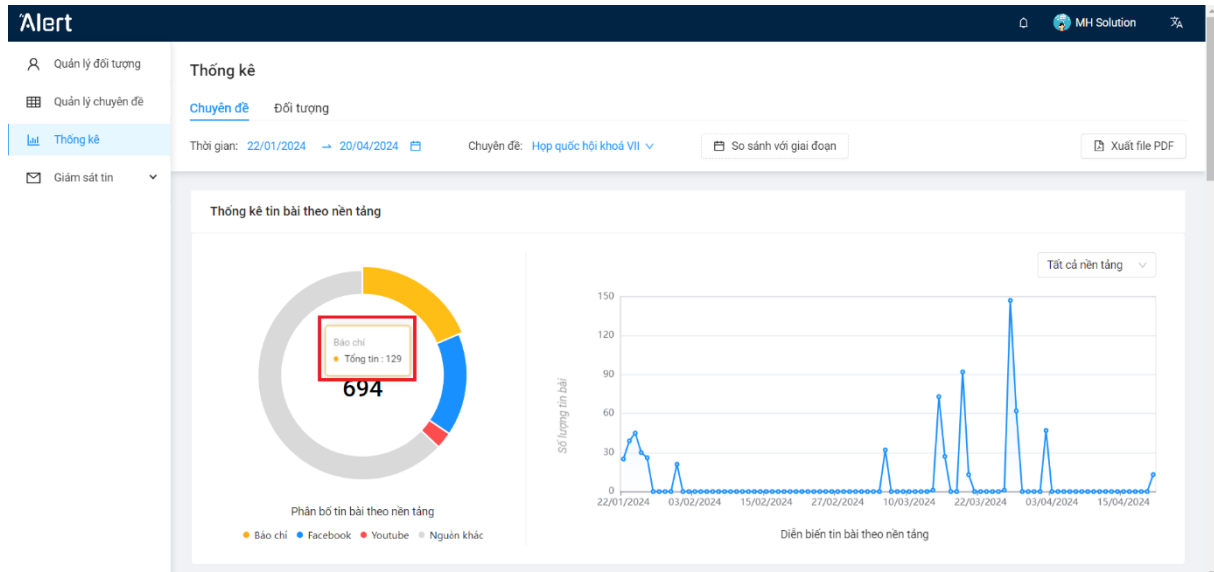 Alert
MH Solution
Quản lý đối tượng
Quản lý chuyên đề
Thống kê
Giám sát tin
Thống kê
Chuyên đề Đối tượng
Thời gian: 22/01/2024 → 20/04/2024 Chuyên đề: Họp quốc hội khoá VII So sánh với giai đoạn Xuất file PDF
Thống kê tin bài theo nền tảng
Báo chí
Tổng tin : 129
694
Phân bố tin bài theo nền tảng
Báo chí Facebook Youtube Nguồn khác
Tất cả nền tảng
Số lượng tin bài
150
120
90
60
30
0
22/01/2024 03/02/2024 15/02/2024 27/02/2024 10/03/2024 22/03/2024 03/04/2024 15/04/2024
Diễn biến tin bài theo nền tảng